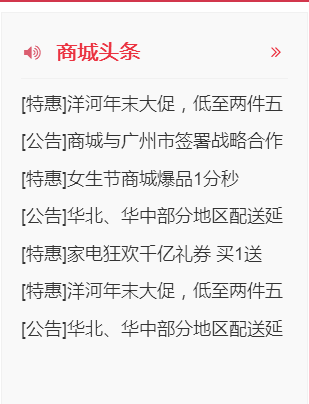 商城头条
[特惠]洋河年末大促，低至两件五
[公告]商城与广州市签署战略合作
[特惠]女生节商城爆品1分秒
[公告]华北、华中部分地区配送延
[特惠]家电狂欢千亿礼券 买1送
[特惠]洋河年末大促，低至两件五
[公告]华北、华中部分地区配送延